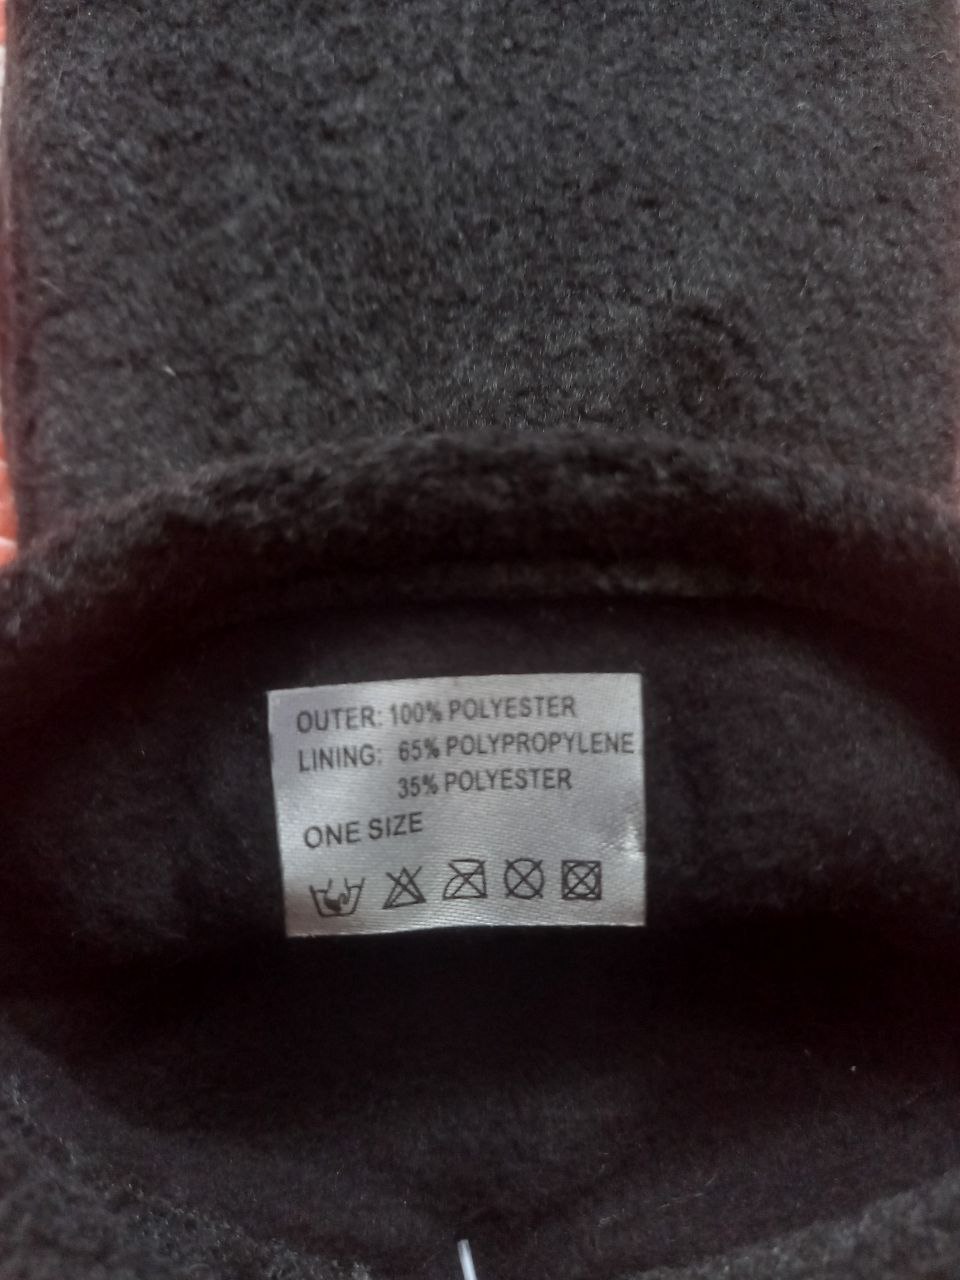 OUTER: 100% POLYESTER
LINING: 65% POLYPROPYLENE
35% POLYESTER
ONE SIZE